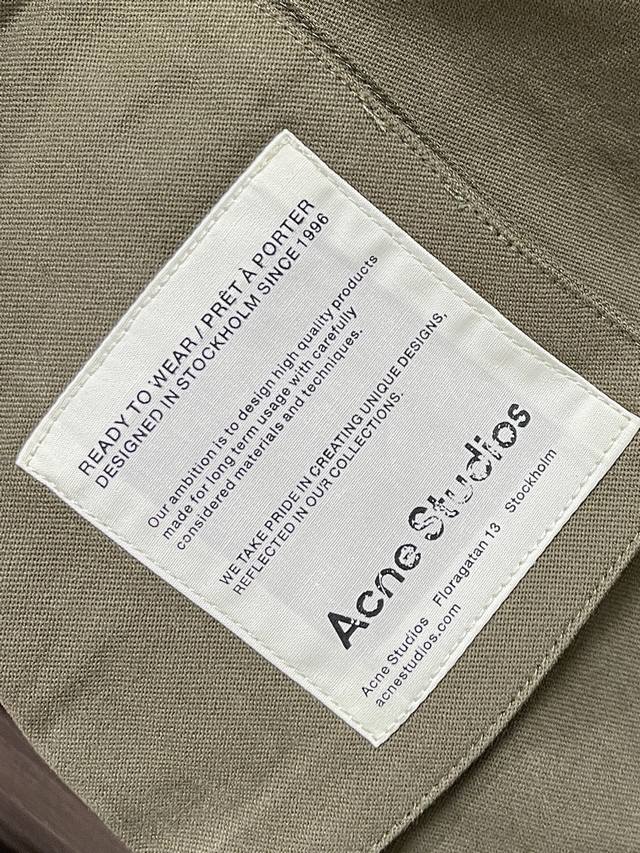 READY TO WEAR / PRÊT À PORTER
DESIGNED IN STOCKHOLM SINCE 1996
Our ambition is to design high quality products
made for long term usage with carefully
considered materials and techniques.
WE TAKE PRIDE IN CREATING UNIQUE DESIGNS,
REFLECTED IN OUR COLLECTIONS.
Acne Studios
Acne Studios Floragatan 13 Stockholm
acnestudios.com